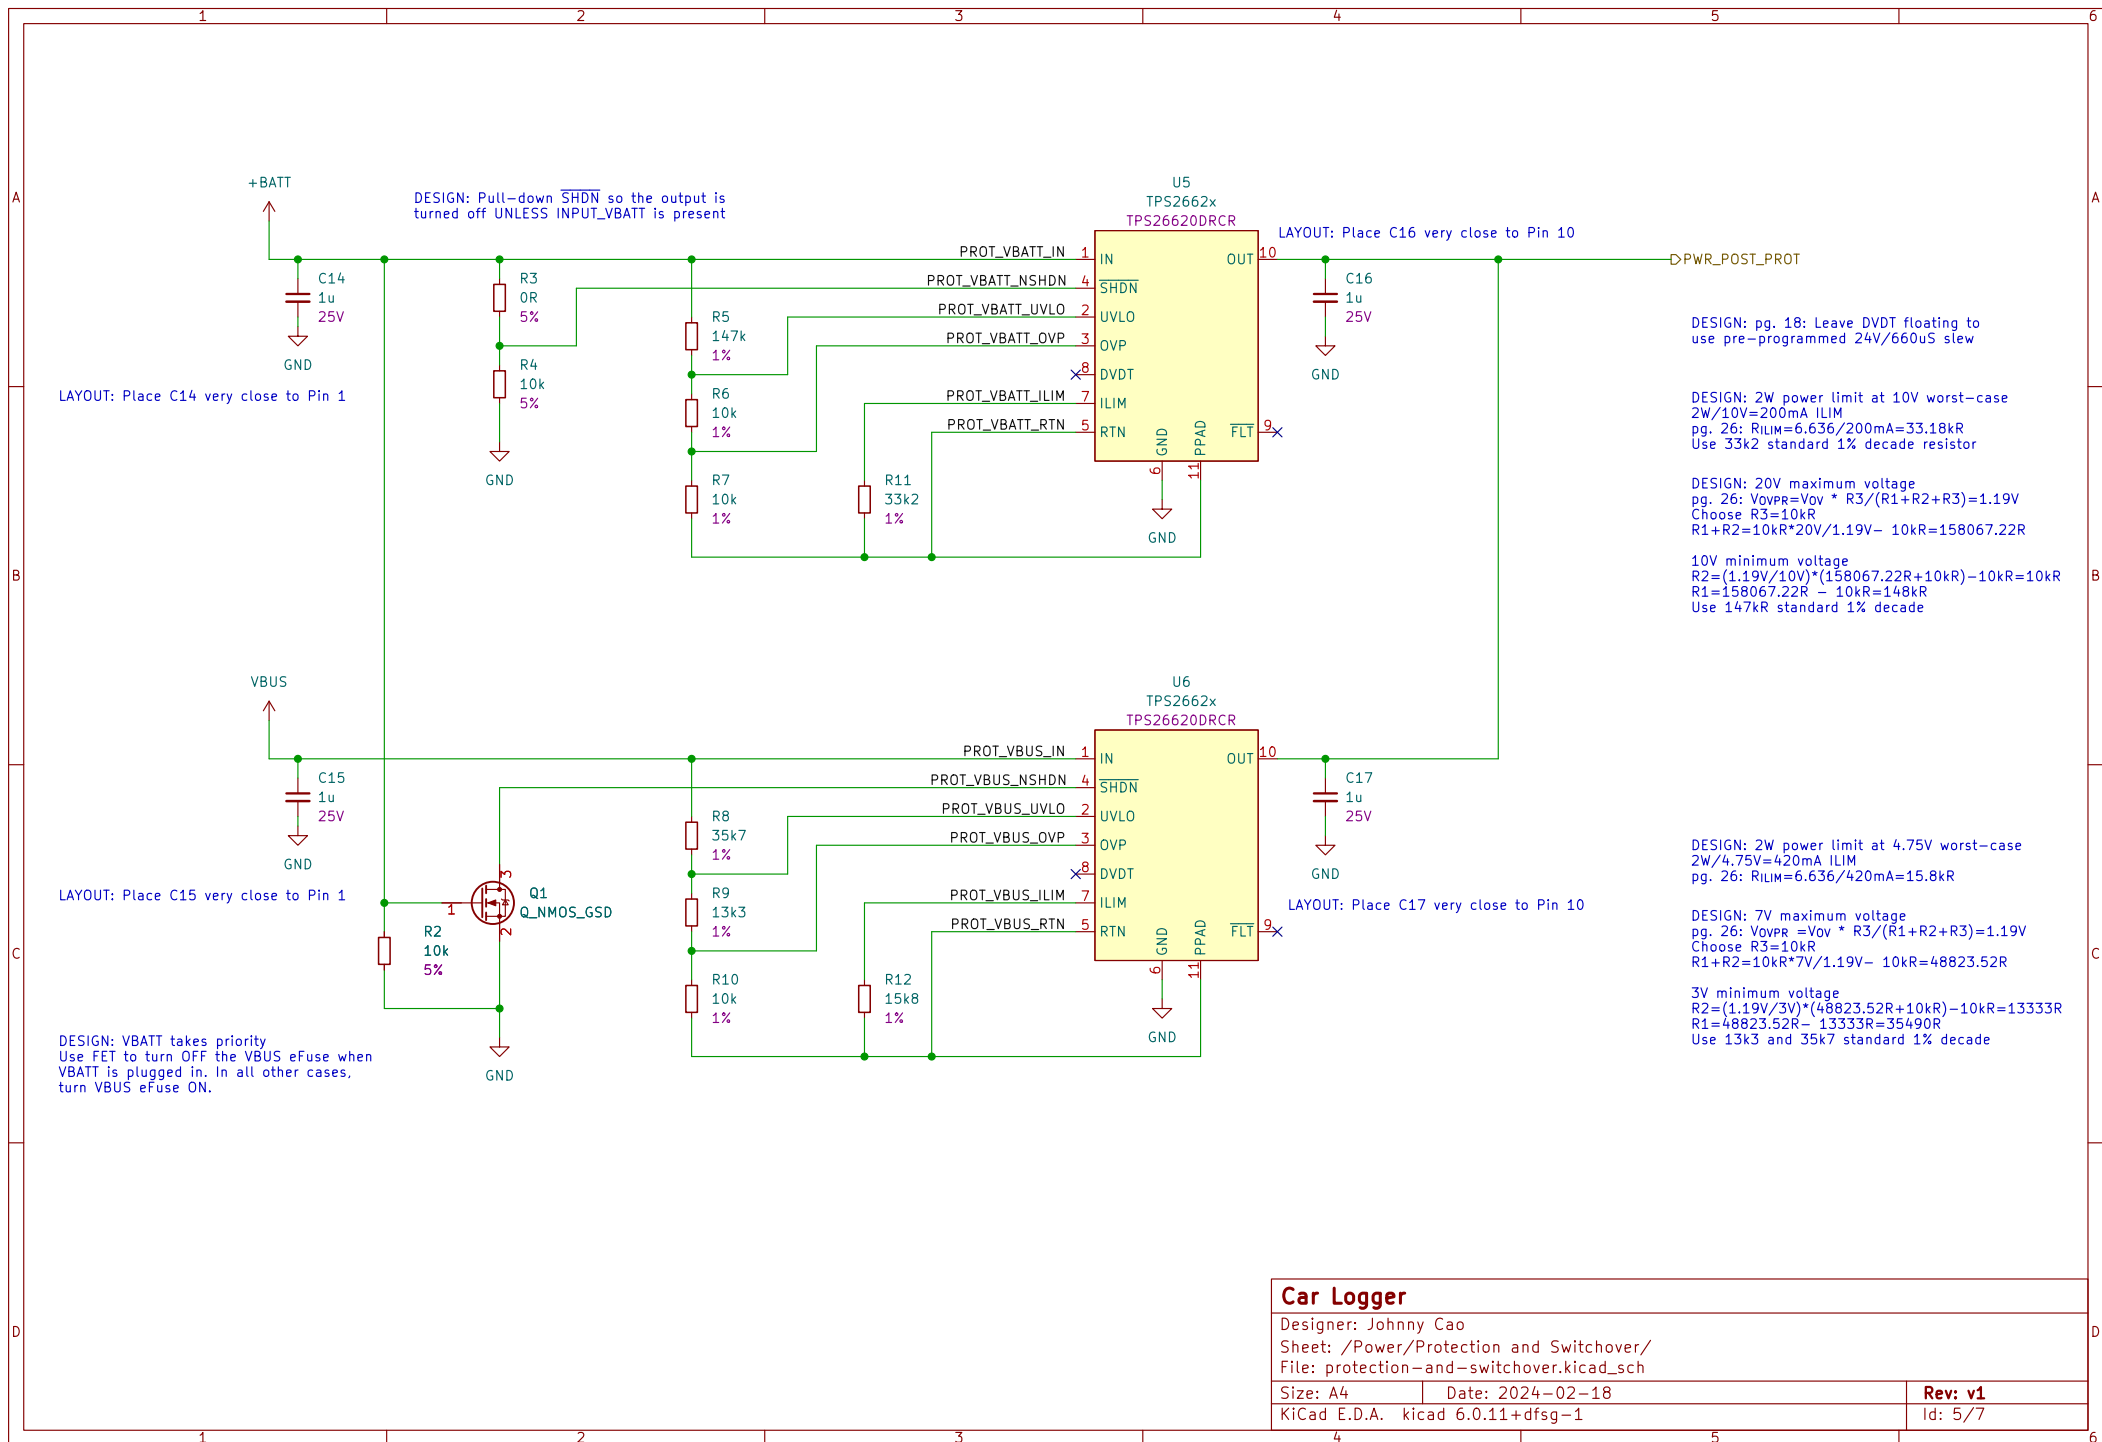 1 2 3 4 5 6
A
B
C
D
+BATT
DESIGN: Pull-down SHDN so the output is
turned off UNLESS INPUT_VBATT is present
C14
1u
25V
GND
LAYOUT: Place C14 very close to Pin 1
R3
0R
5%
R4
10k
5%
GND
R5
147k
1%
R6
10k
1%
R7
10k
1%
R11
33k2
1%
PROT_VBATT_IN
PROT_VBATT_NSHDN
PROT_VBATT_UVLO
PROT_VBATT_OVP
PROT_VBATT_ILIM
PROT_VBATT_RTN
U5
TPS2662x
TPS26620DRCR
1 IN
4 SHDN
2 UVLO
3 OVP
8 DVDT
7 ILIM
5 RTN
OUT 10
FLT 9
GND 6
PPAD 11
GND
LAYOUT: Place C16 very close to Pin 10
C16
1u
25V
GND
PWR_POST_PROT
DESIGN: pg. 18: Leave DVDT floating to
use pre-programmed 24V/660uS slew
DESIGN: 2W power limit at 10V worst-case
2W/10V=200mA ILIM
pg. 26: RILIM=6.636/200mA=33.18kR
Use 33k2 standard 1% decade resistor
DESIGN: 20V maximum voltage
pg. 26: VOVPR=VOV * R3/(R1+R2+R3)=1.19V
Choose R3=10kR
R1+R2=10kR*20V/1.19V- 10kR=158067.22R
10V minimum voltage
R2=(1.19V/10V)*(158067.22R+10kR)-10kR=10kR
R1=158067.22R - 10kR=148kR
Use 147kR standard 1% decade
VBUS
C15
1u
25V
GND
LAYOUT: Place C15 very close to Pin 1
R2
10k
5%
Q1
Q_NMOS_GSD
1
3
2
GND
DESIGN: VBATT takes priority
Use FET to turn OFF the VBUS eFuse when
VBATT is plugged in. In all other cases,
turn VBUS eFuse ON.
R8
35k7
1%
R9
13k3
1%
R10
10k
1%
R12
15k8
1%
PROT_VBUS_IN
PROT_VBUS_NSHDN
PROT_VBUS_UVLO
PROT_VBUS_OVP
PROT_VBUS_ILIM
PROT_VBUS_RTN
U6
TPS2662x
TPS26620DRCR
1 IN
4 SHDN
2 UVLO
3 OVP
8 DVDT
7 ILIM
5 RTN
OUT 10
FLT 9
GND 6
PPAD 11
GND
C17
1u
25V
GND
LAYOUT: Place C17 very close to Pin 10
DESIGN: 2W power limit at 4.75V worst-case
2W/4.75V=420mA ILIM
pg. 26: RILIM=6.636/420mA=15.8kR
DESIGN: 7V maximum voltage
pg. 26: VOVPR =VOV * R3/(R1+R2+R3)=1.19V
Choose R3=10kR
R1+R2=10kR*7V/1.19V- 10kR=48823.52R
3V minimum voltage
R2=(1.19V/3V)*(48823.52R+10kR)-10kR=13333R
R1=48823.52R- 13333R=35490R
Use 13k3 and 35k7 standard 1% decade
Car Logger
Designer: Johnny Cao
Sheet: /Power/Protection and Switchover/
File: protection-and-switchover.kicad_sch
Size: A4 Date: 2024-02-18 Rev: v1
KiCad E.D.A. kicad 6.0.11+dfsg-1 Id: 5/7
A
B
C
D
1 2 3 4 5 6